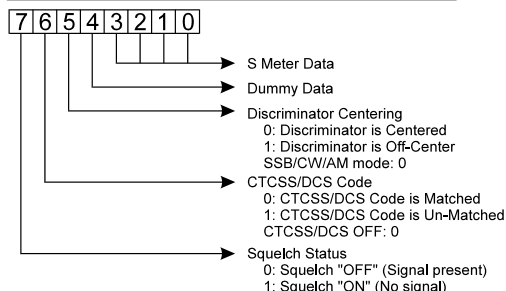 7 6 5 4 3 2 1 0
S Meter Data
Dummy Data
Discriminator Centering
0: Discriminator is Centered
1: Discriminator is Off-Center
SSB/CW/AM mode: 0
CTCSS/DCS Code
0: CTCSS/DCS Code is Matched
1: CTCSS/DCS Code is Un-Matched
CTCSS/DCS OFF: 0
Squelch Status
0: Squelch "OFF" (Signal present)
1: Squelch "ON" (No signal)